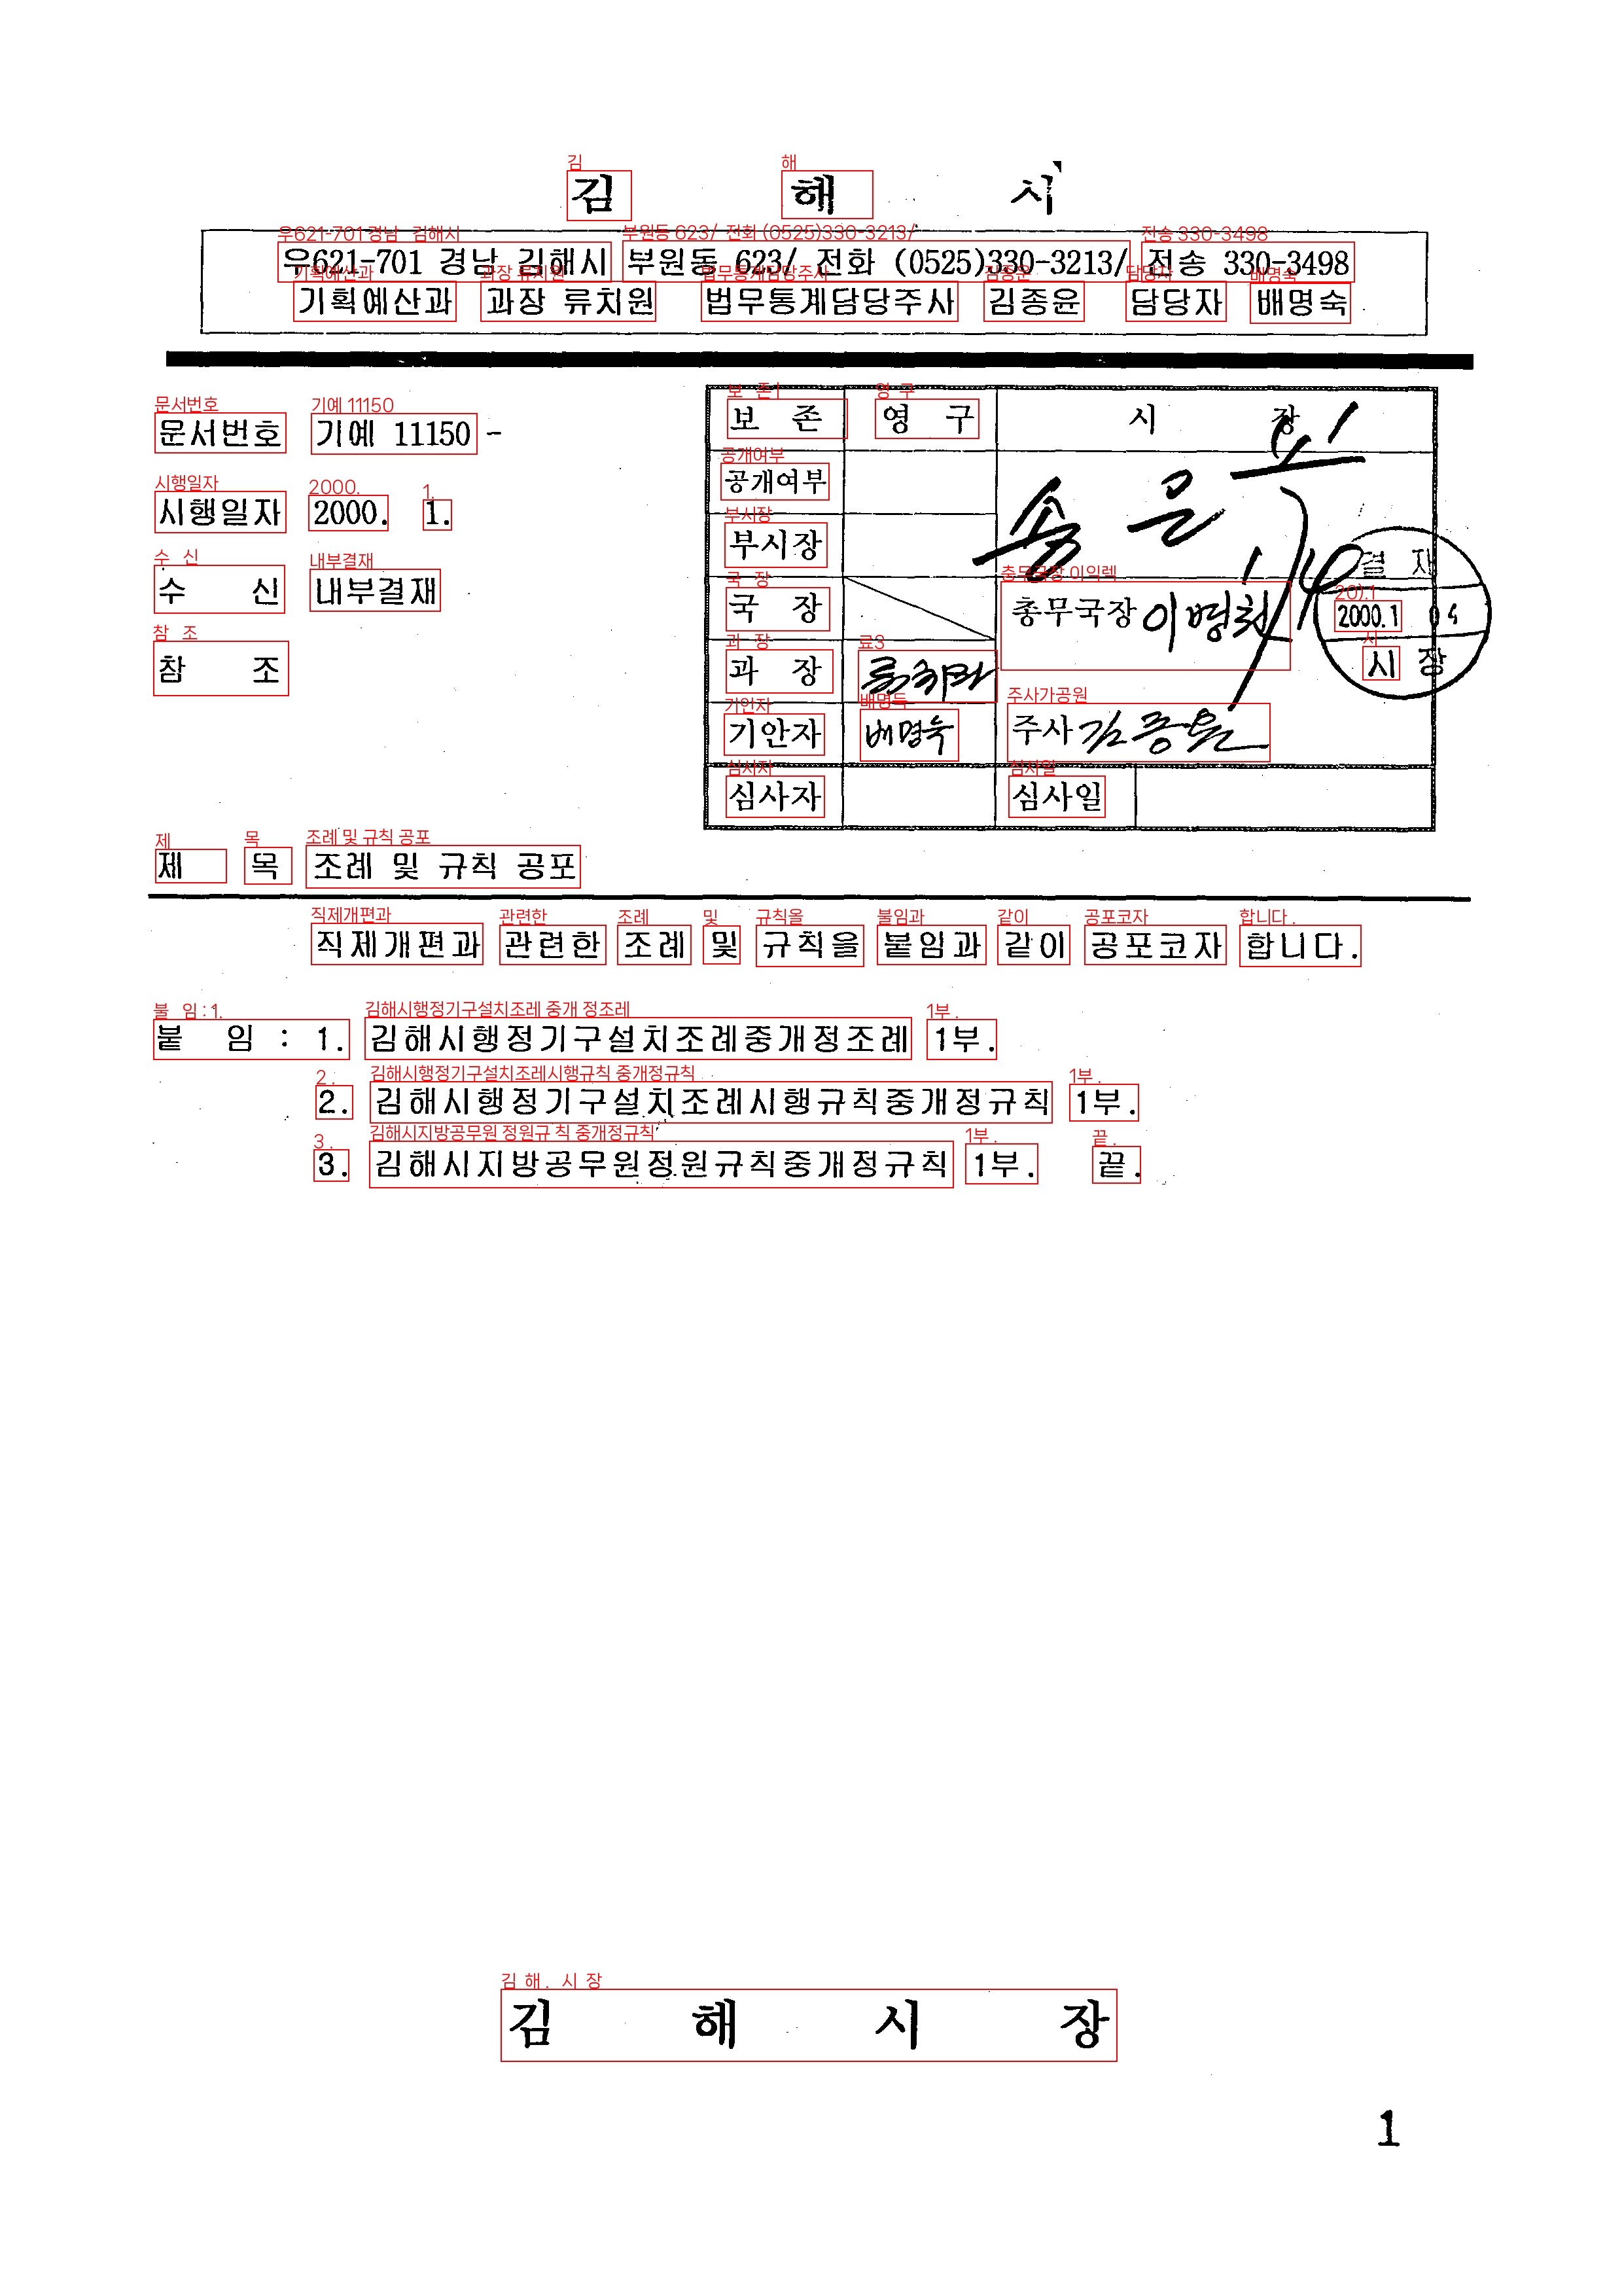 김 해 시
우621-701 경남 김해시 부원동 623/ 전화 (0525)330-3213/ 전송 330-3498
기획예산과 과장 류치원 법무통계담당주사 김종윤 담당자 배명숙
문서번호 기예 11150 -
시행일자 2000. 1.
수 신 내부결재
참 조
보 존 영 구 시 장
공개여부
부시장
국 장 총무국장
과 장
기안자 배명숙 주사 김종윤
심사자 심사일
결 재
2000.1 04
시 장
제 목 조례 및 규칙 공포
직제개편과 관련한 조례 및 규칙을 붙임과 같이 공포코자 합니다.
붙 임 : 1. 김해시행정기구설치조례중개정조례 1부.
2. 김해시행정기구설치조례시행규칙중개정규칙 1부.
3. 김해시지방공무원정원규칙중개정규칙 1부. 끝.
김 해 시 장
1